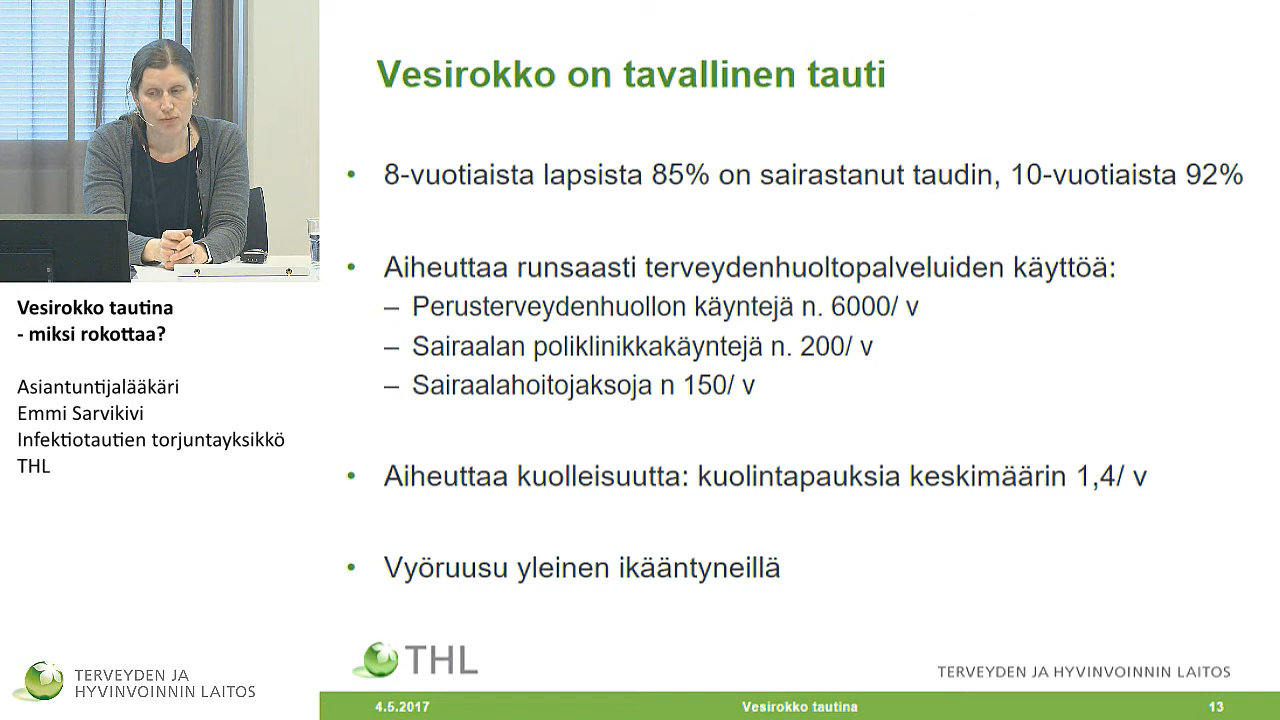 Vesirokko on tavallinen tauti
• 8-vuotiaista lapsista 85% on sairastanut taudin, 10-vuotiaista 92%
• Aiheuttaa runsaasti terveydenhuoltopalveluiden käyttöä:
– Perusterveydenhuollon käyntejä n. 6000/ v
– Sairaalan poliklinikkakäyntejä n. 200/ v
– Sairaalahoitojaksoja n 150/ v
• Aiheuttaa kuolleisuutta: kuolintapauksia keskimäärin 1,4/ v
• Vyöruusu yleinen ikääntyneillä
Vesirokko tautina
- miksi rokottaa?
Asiantuntijalääkäri
Emmi Sarvikivi
Infektiotautien torjuntayksikkö
THL
TERVEYDEN JA
HYVINVOINNIN LAITOS
THL
TERVEYDEN JA HYVINVOINNIN LAITOS
4.5.2017
Vesirokko tautina
13